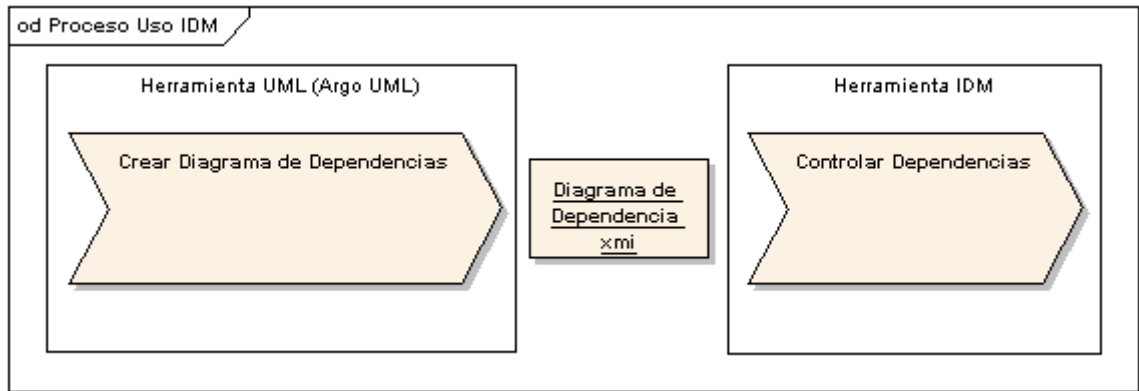 od Proceso Uso IDM
Herramienta UML (Argo UML)
Crear Diagrama de Dependencias
Diagrama de
Dependencia
xmi
Herramienta IDM
Controlar Dependencias